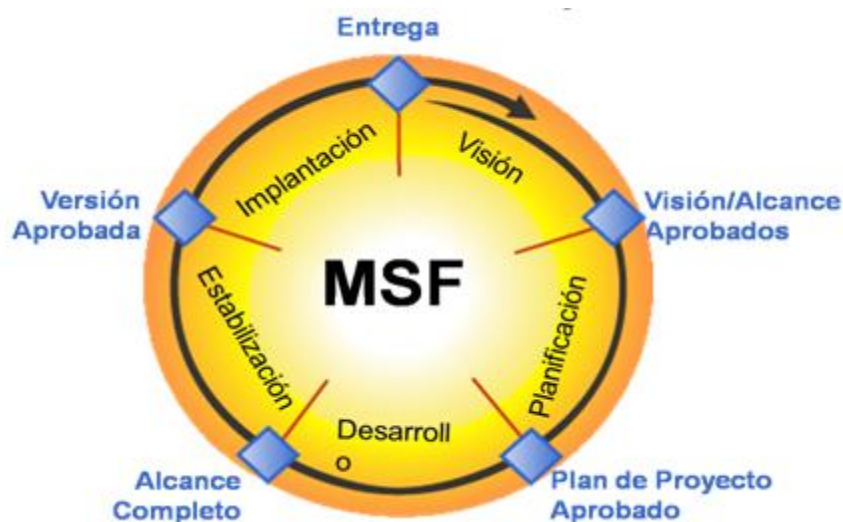 Entrega
Implantación
Visión
Versión
Aprobada
Visión/Alcance
Aprobados
MSF
Estabilización
Planificación
Desarroll
o
Alcance
Completo
Plan de Proyecto
Aprobado